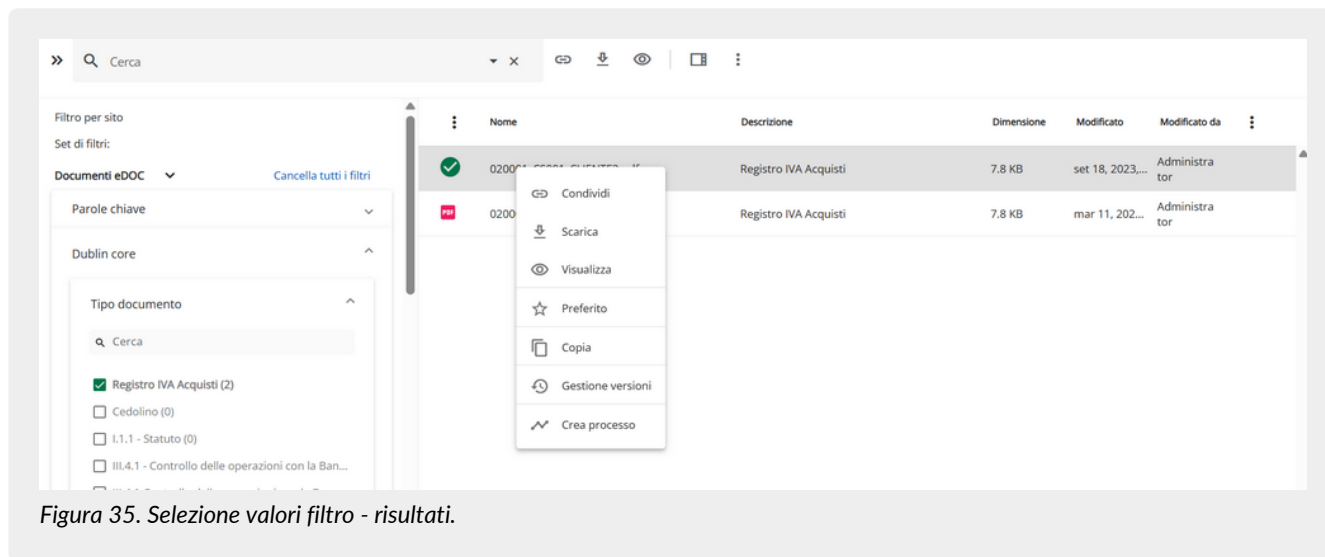 Cerca
Filtro per sito
Set di filtri:
Documenti eDOC
Cancella tutti i filtri
Parole chiave
Dublin core
Tipo documento
Cerca
Registro IVA Acquisti (2)
Cedolino (0)
I.1.1 - Statuto (0)
III.4.1 - Controllo delle operazioni con la Ban...
Nome Descrizione Dimensione Modificato Modificato da
Registro IVA Acquisti 7.8 KB set 18, 2023,... Administra
tor
PDF 0200 Registro IVA Acquisti 7.8 KB mar 11, 202... Administra
tor
Condividi
Scarica
Visualizza
Preferito
Copia
Gestione versioni
Crea processo
Figura 35. Selezione valori filtro - risultati.